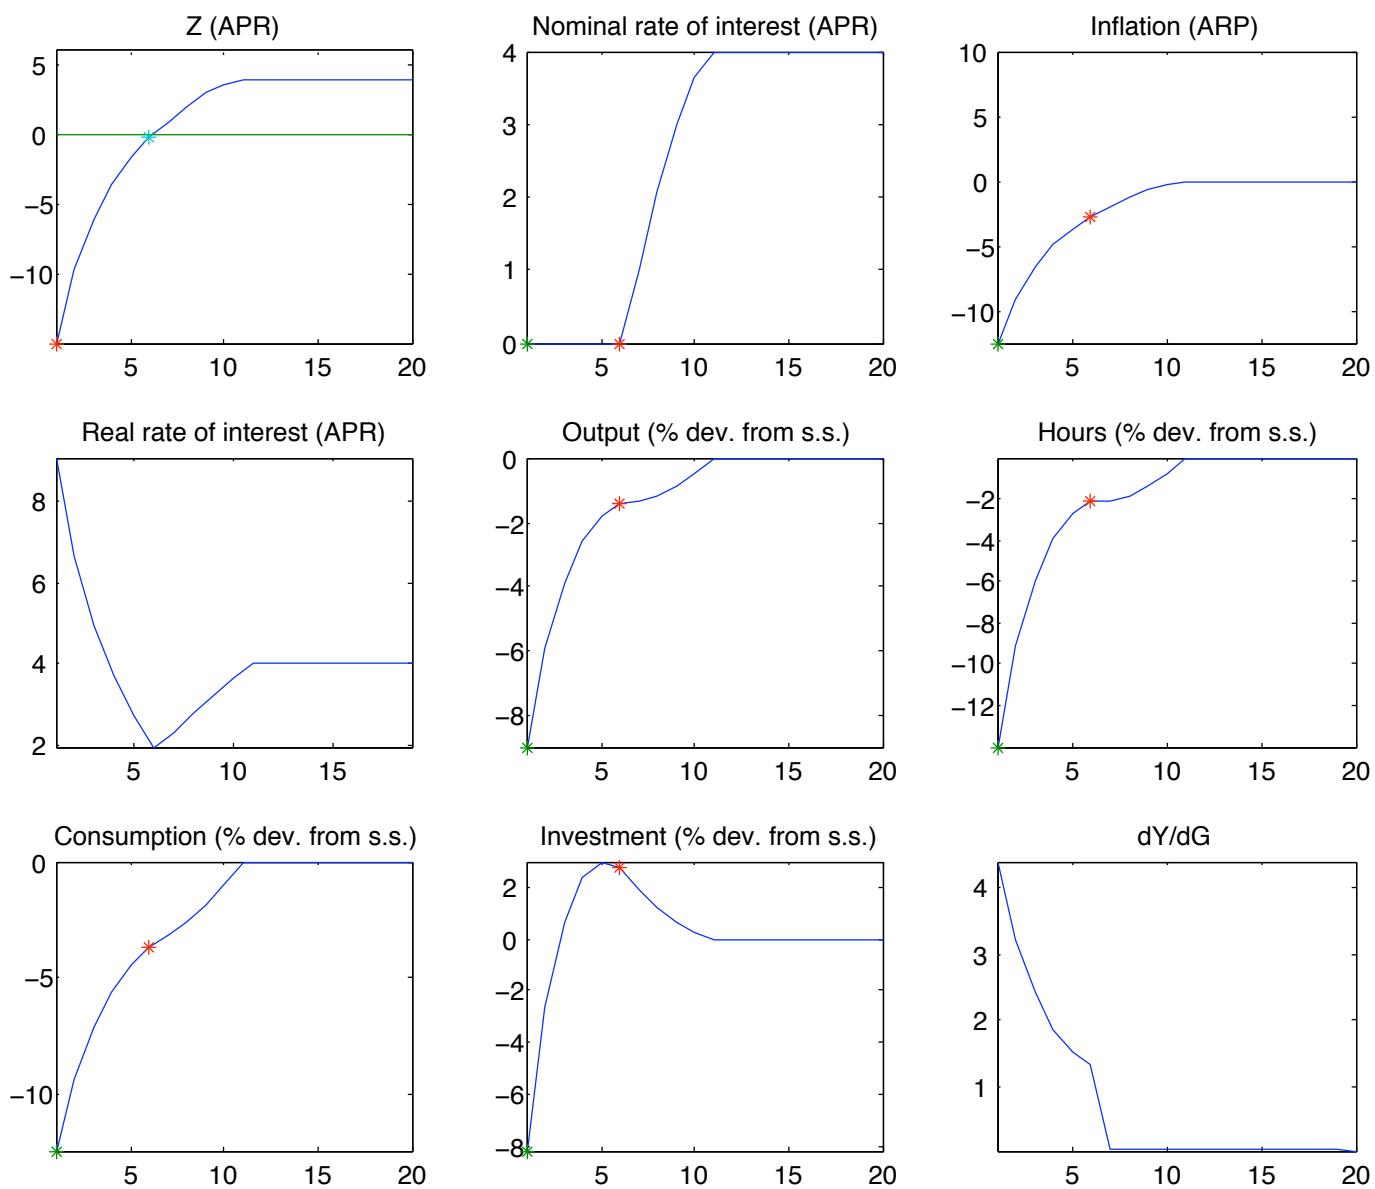 Z (APR)
5
0
−5
−10
5 10 15 20
Nominal rate of interest (APR)
4
3
2
1
0
5 10 15 20
Inflation (ARP)
10
5
0
−5
−10
5 10 15 20
Real rate of interest (APR)
8
6
4
2
5 10 15
Output (% dev. from s.s.)
0
−2
−4
−6
−8
5 10 15 20
Hours (% dev. from s.s.)
−2
−4
−6
−8
−10
−12
5 10 15 20
Consumption (% dev. from s.s.)
0
−5
−10
5 10 15 20
Investment (% dev. from s.s.)
2
0
−2
−4
−6
−8
5 10 15 20
dY/dG
4
3
2
1
5 10 15 20